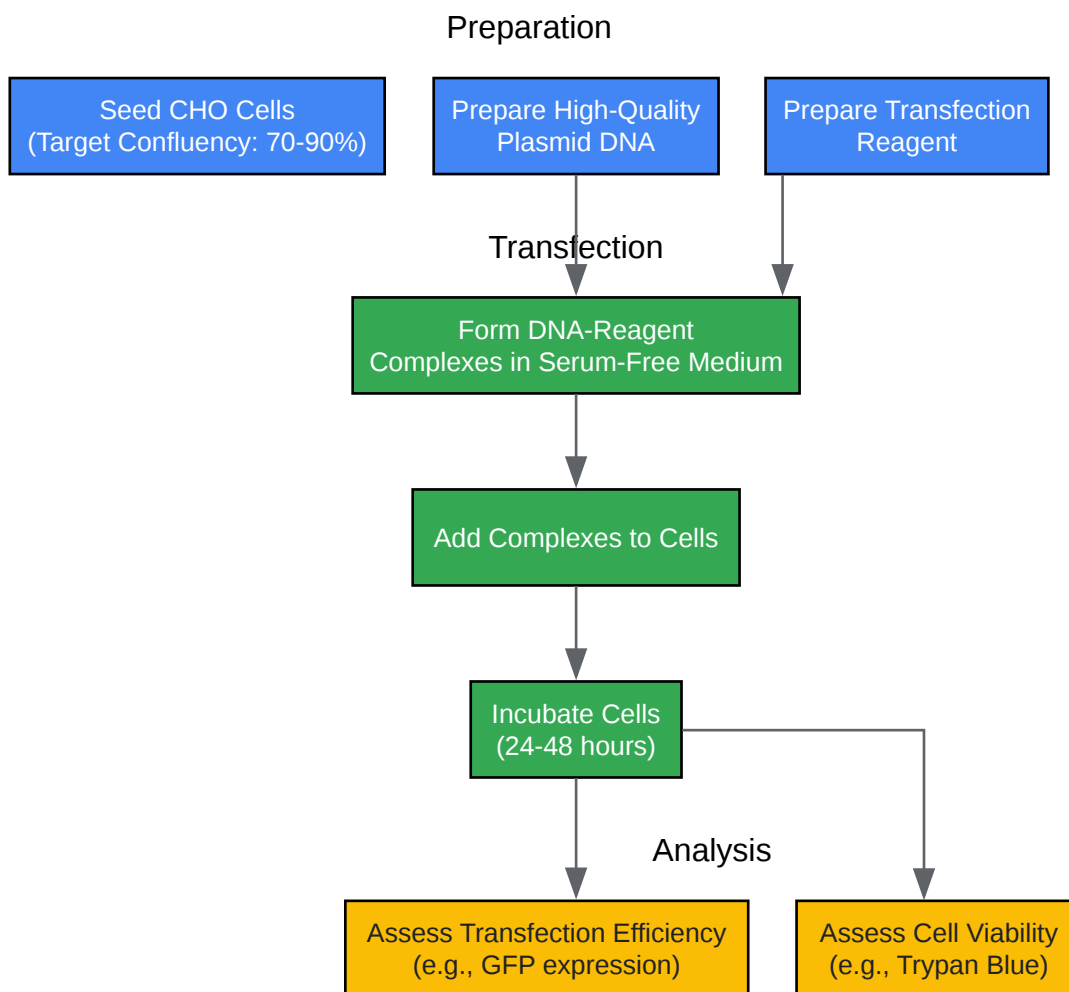 Preparation
Seed CHO Cells
(Target Confluency: 70-90%)
Prepare High-Quality
Plasmid DNA
Prepare Transfection
Reagent
Transfection
Form DNA-Reagent
Complexes in Serum-Free Medium
Add Complexes to Cells
Incubate Cells
(24-48 hours)
Analysis
Assess Transfection Efficiency
(e.g., GFP expression)
Assess Cell Viability
(e.g., Trypan Blue)